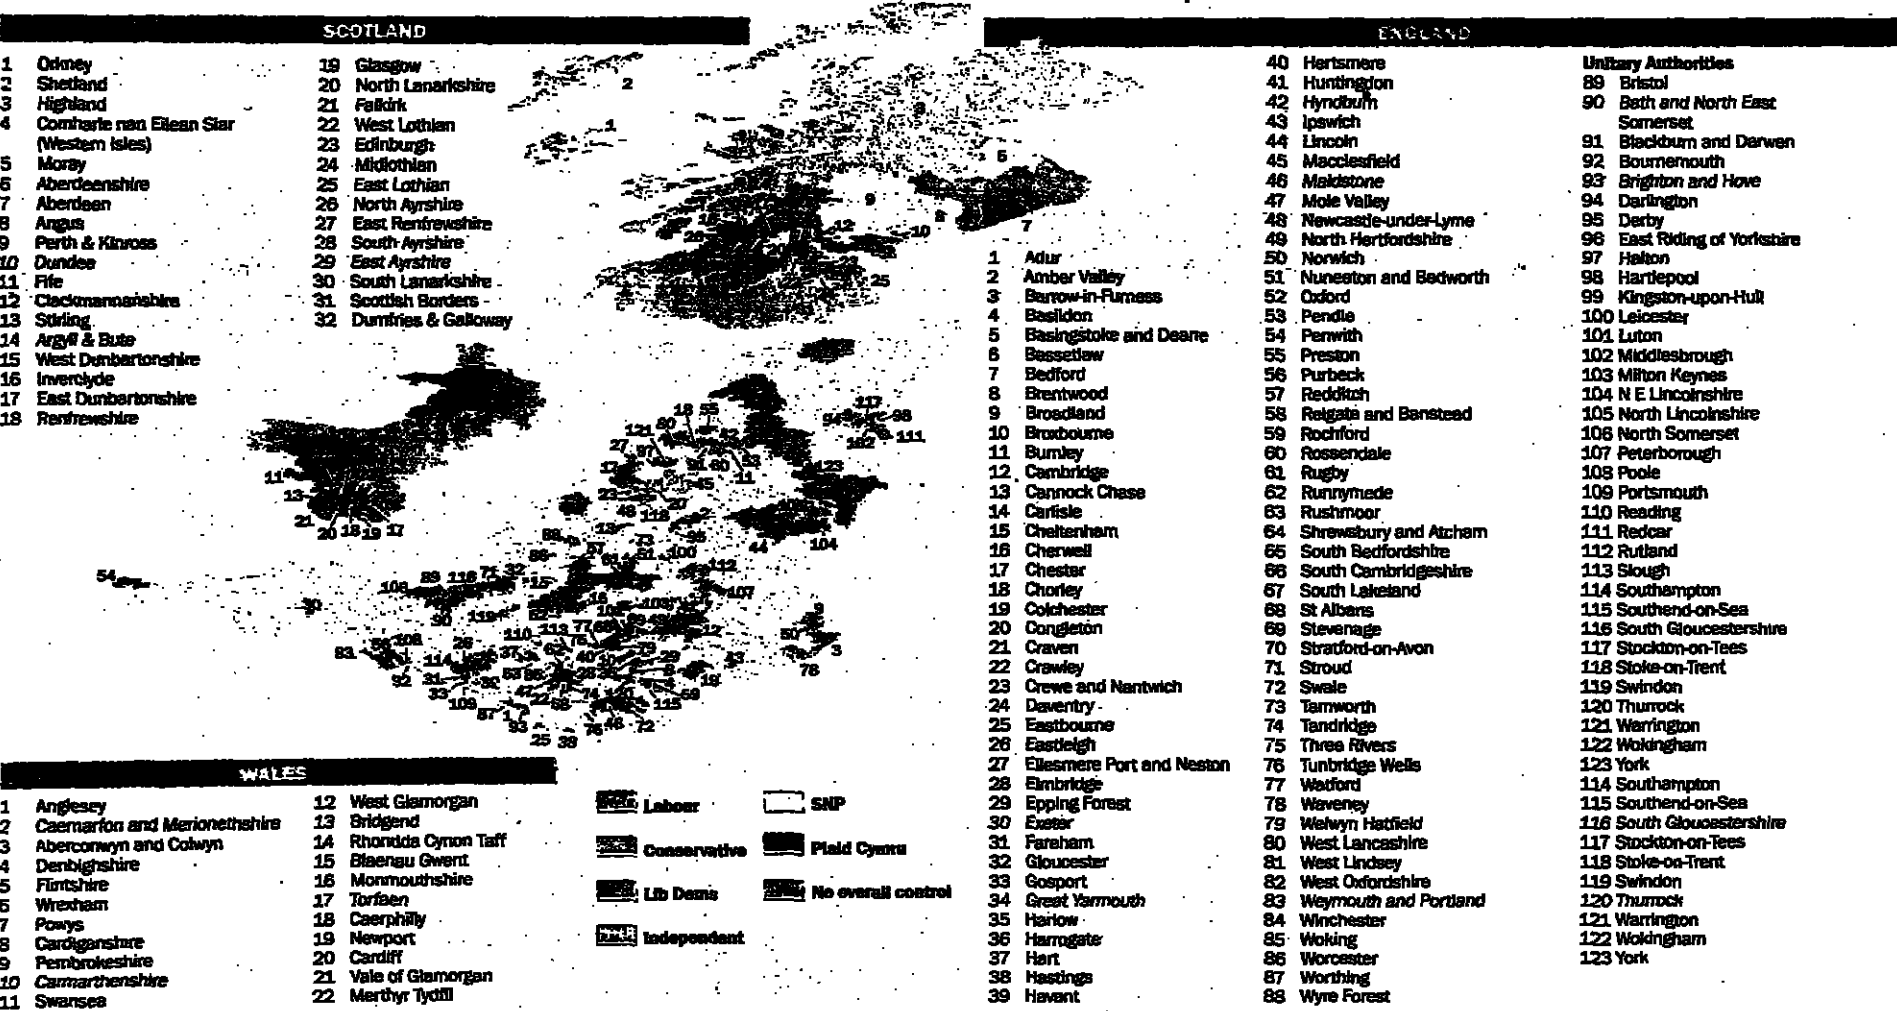 SCOTLAND
1 Orkney
2 Shetland
3 Highland
4 Comhairle nan Eilean Siar
(Western Isles)
5 Moray
6 Aberdeenshire
7 Aberdeen
8 Angus
9 Perth & Kinross
10 Dundee
11 Fife
12 Clackmannanshire
13 Stirling
14 Argyll & Bute
15 West Dunbartonshire
16 Inverclyde
17 East Dunbartonshire
18 Renfrewshire
19 Glasgow
20 North Lanarkshire
21 Falkirk
22 West Lothian
23 Edinburgh
24 Midlothian
25 East Lothian
26 North Ayrshire
27 East Renfrewshire
28 South Ayrshire
29 East Ayrshire
30 South Lanarkshire
31 Scottish Borders
32 Dumfries & Galloway
WALES
1 Anglesey
2 Caernarfon and Merionethshire
3 Aberconwyn and Colwyn
4 Denbighshire
5 Flintshire
6 Wrexham
7 Powys
8 Cardiganshire
9 Pembrokeshire
10 Carmarthenshire
11 Swansea
12 West Glamorgan
13 Bridgend
14 Rhondda Cynon Taff
15 Blaenau Gwent
16 Monmouthshire
17 Torfaen
18 Caerphilly
19 Newport
20 Cardiff
21 Vale of Glamorgan
22 Merthyr Tydfil
Labour
Conservative
Lib Dems
Independent
SNP
Plaid Cymru
No overall control
ENGLAND
1 Adur
2 Amber Valley
3 Barrow-in-Furness
4 Basildon
5 Basingstoke and Deane
6 Bassetlaw
7 Bedford
8 Brentwood
9 Broadland
10 Broxbourne
11 Burnley
12 Cambridge
13 Cannock Chase
14 Carlisle
15 Cheltenham
16 Cherwell
17 Chester
18 Chorley
19 Colchester
20 Congleton
21 Craven
22 Crawley
23 Crewe and Nantwich
24 Daventry
25 Eastbourne
26 Eastleigh
27 Ellesmere Port and Neston
28 Elmbridge
29 Epping Forest
30 Exeter
31 Fareham
32 Gloucester
33 Gosport
34 Great Yarmouth
35 Harlow
36 Harrogate
37 Hart
38 Hastings
39 Havant
40 Hertsmere
41 Huntingdon
42 Hyndburn
43 Ipswich
44 Lincoln
45 Macclesfield
46 Maidstone
47 Mole Valley
48 Newcastle-under-Lyme
49 North Hertfordshire
50 Norwich
51 Nuneaton and Bedworth
52 Oxford
53 Pendle
54 Penwith
55 Preston
56 Purbeck
57 Redditch
58 Reigate and Banstead
59 Rochford
60 Rossendale
61 Rugby
62 Runnymede
63 Rushmoor
64 Shrewsbury and Atcham
65 South Bedfordshire
66 South Cambridgeshire
67 South Lakeland
68 St Albans
69 Stevenage
70 Stratford-on-Avon
71 Stroud
72 Swale
73 Tamworth
74 Tandridge
75 Three Rivers
76 Tunbridge Wells
77 Watford
78 Waveney
79 Welwyn Hatfield
80 West Lancashire
81 West Lindsey
82 West Oxfordshire
83 Weymouth and Portland
84 Winchester
85 Woking
86 Worcester
87 Worthing
88 Wyre Forest
Unitary Authorities
89 Bristol
90 Bath and North East
Somerset
91 Blackburn and Darwen
92 Bournemouth
93 Brighton and Hove
94 Darlington
95 Derby
96 East Riding of Yorkshire
97 Halton
98 Hartlepool
99 Kingston-upon-Hull
100 Leicester
101 Luton
102 Middlesbrough
103 Milton Keynes
104 N E Lincolnshire
105 North Lincolnshire
106 North Somerset
107 Peterborough
108 Poole
109 Portsmouth
110 Reading
111 Redcar
112 Rutland
113 Slough
114 Southampton
115 Southend-on-Sea
116 South Gloucestershire
117 Stockton-on-Tees
118 Stoke-on-Trent
119 Swindon
120 Thurrock
121 Warrington
122 Wokingham
123 York
114 Southampton
115 Southend-on-Sea
116 South Gloucestershire
117 Stockton-on-Tees
118 Stoke-on-Trent
119 Swindon
120 Thurrock
121 Warrington
122 Wokingham
123 York